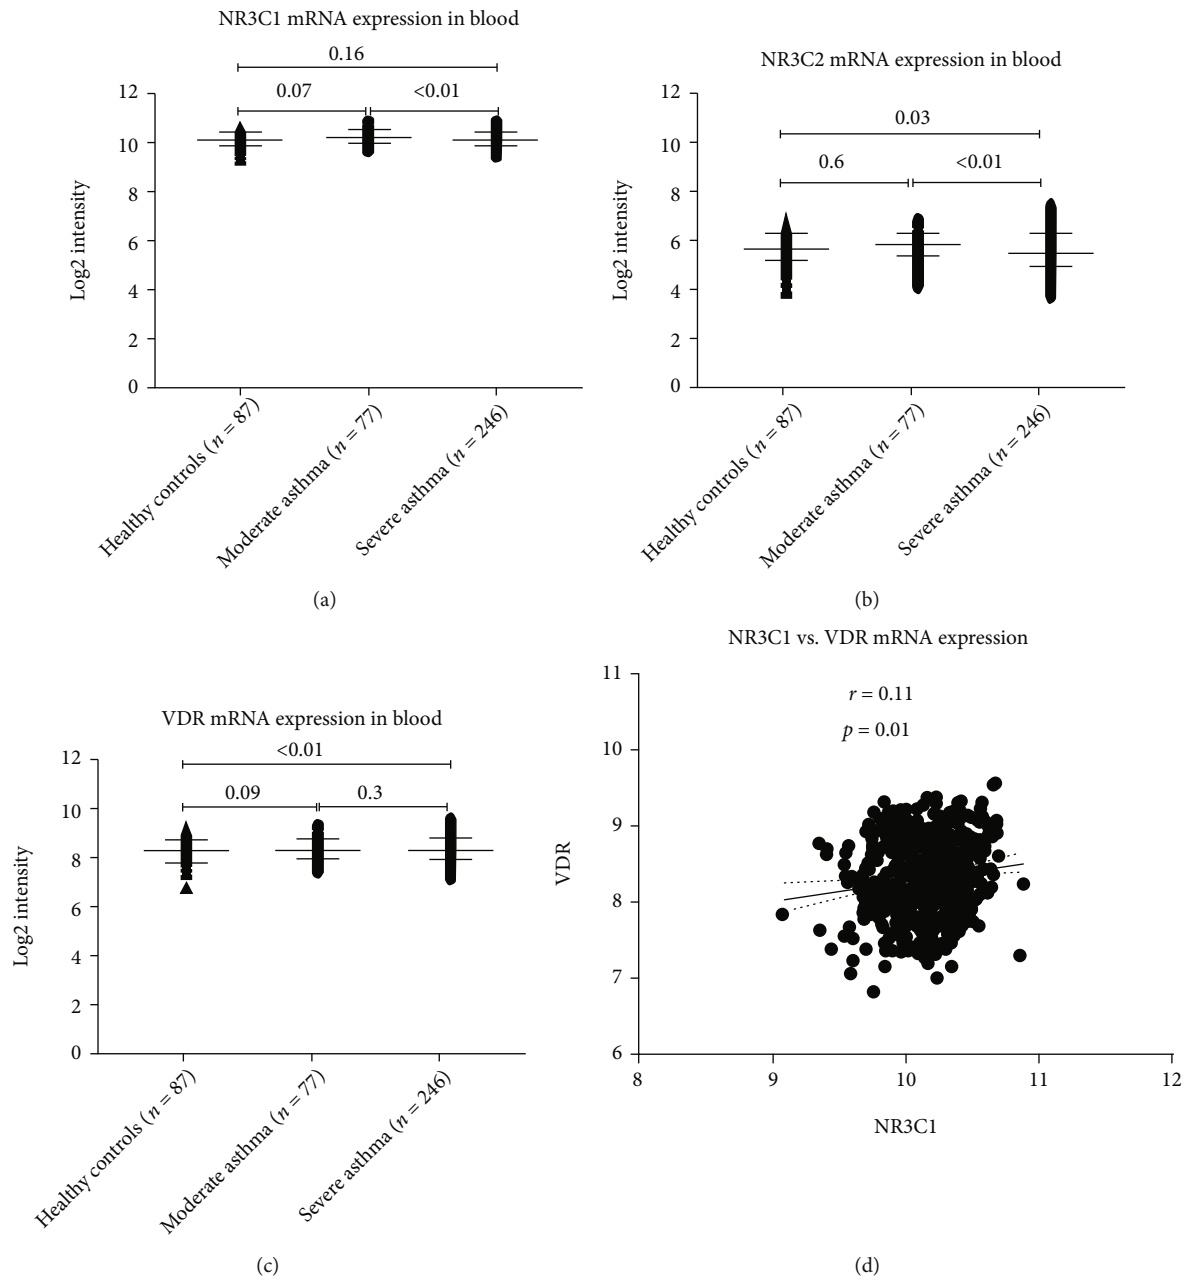 NR3C1 mRNA expression in blood
0.16
0.07
<0.01
12
10
8
6
4
2
0
Log2 intensity
Healthy controls (n = 87)
Moderate asthma (n = 77)
Severe asthma (n = 246)
(a)
NR3C2 mRNA expression in blood
0.03
0.6
<0.01
12
10
8
6
4
2
0
Log2 intensity
Healthy controls (n = 87)
Moderate asthma (n = 77)
Severe asthma (n = 246)
(b)
VDR mRNA expression in blood
<0.01
0.09
0.3
12
10
8
6
4
2
0
Log2 intensity
Healthy controls (n = 87)
Moderate asthma (n = 77)
Severe asthma (n = 246)
(c)
NR3C1 vs. VDR mRNA expression
r = 0.11
p = 0.01
11
10
9
8
7
6
VDR
8
9
10
11
12
NR3C1
(d)